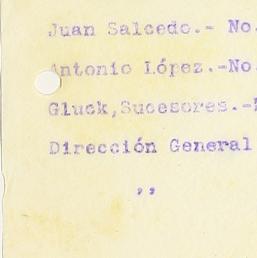 Juan Salcedo.- No.
Antonio López.-No.
Gluck,Sucesores.-
Dirección General
,,